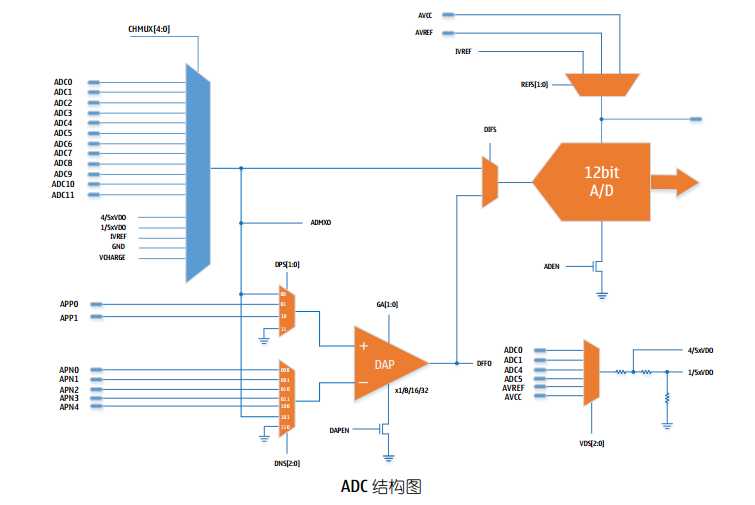 AVCC
CHMUX[4:0]
AVREF
IVREF
REFS[1:0]
ADC0
ADC1
ADC2
ADC3
ADC4
ADC5
ADC6
ADC7
ADC8
ADC9
ADC10
ADC11
DIFS
12bit
A/D
4/5xVDO
1/5xVDO
IVREF
GND
VCHARGE
ADMXO
ADEN
DPS[1:0]
00
01
10
11
APP0
APP1
GA[1:0]
+
DAP
−
x1/8/16/32
DFFO
APN0
APN1
APN2
APN3
APN4
000
001
010
011
100
101
110
DAPEN
DNS[2:0]
ADC0
ADC1
ADC4
ADC5
AVREF
AVCC
4/5xVDO
1/5xVDO
VDS[2:0]
ADC 结构图